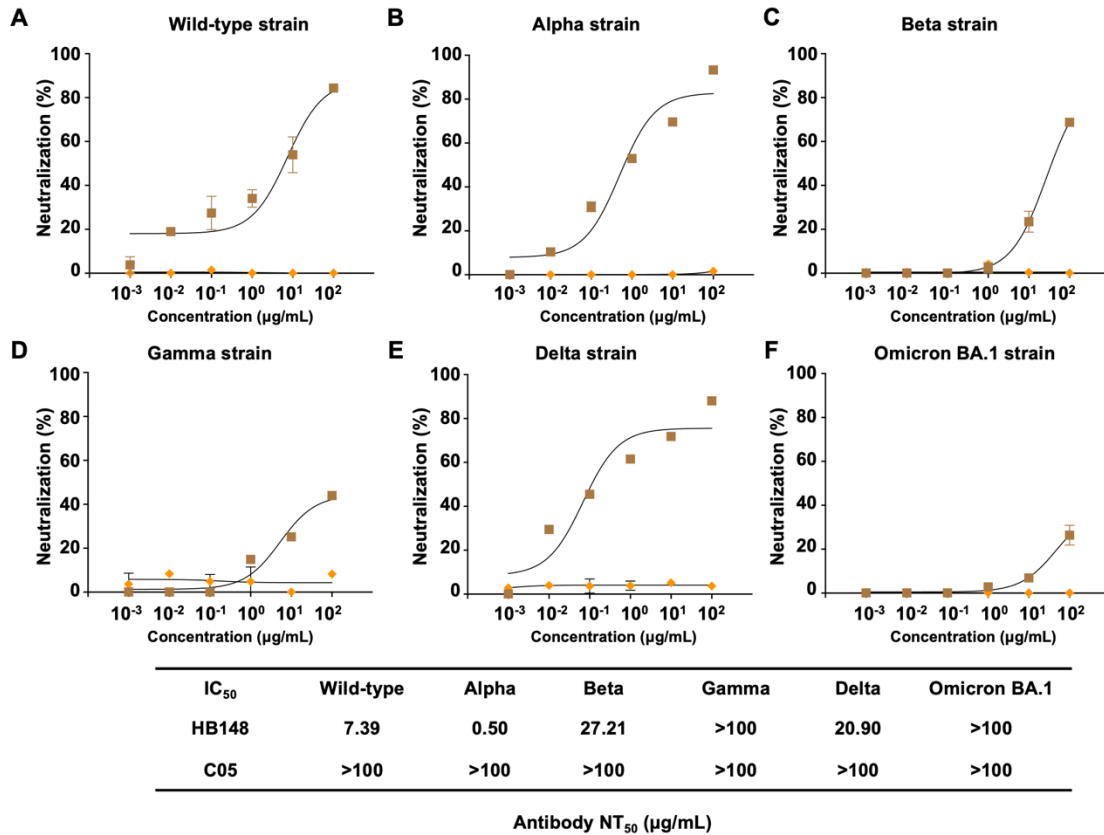 A
Wild-type strain
Neutralization (%)
100
80
60
40
20
0
10⁻³ 10⁻² 10⁻¹ 10⁰ 10¹ 10²
Concentration (µg/mL)
B
Alpha strain
Neutralization (%)
100
80
60
40
20
0
10⁻³ 10⁻² 10⁻¹ 10⁰ 10¹ 10²
Concentration (µg/mL)
C
Beta strain
Neutralization (%)
100
80
60
40
20
0
10⁻³ 10⁻² 10⁻¹ 10⁰ 10¹ 10²
Concentration (µg/mL)
D
Gamma strain
Neutralization (%)
100
80
60
40
20
0
10⁻³ 10⁻² 10⁻¹ 10⁰ 10¹ 10²
Concentration (µg/mL)
E
Delta strain
Neutralization (%)
100
80
60
40
20
0
10⁻³ 10⁻² 10⁻¹ 10⁰ 10¹ 10²
Concentration (µg/mL)
F
Omicron BA.1 strain
Neutralization (%)
100
80
60
40
20
0
10⁻³ 10⁻² 10⁻¹ 10⁰ 10¹ 10²
Concentration (µg/mL)
IC₅₀ Wild-type Alpha Beta Gamma Delta Omicron BA.1
HB148 7.39 0.50 27.21 >100 20.90 >100
C05 >100 >100 >100 >100 >100 >100
Antibody NT₅₀ (µg/mL)